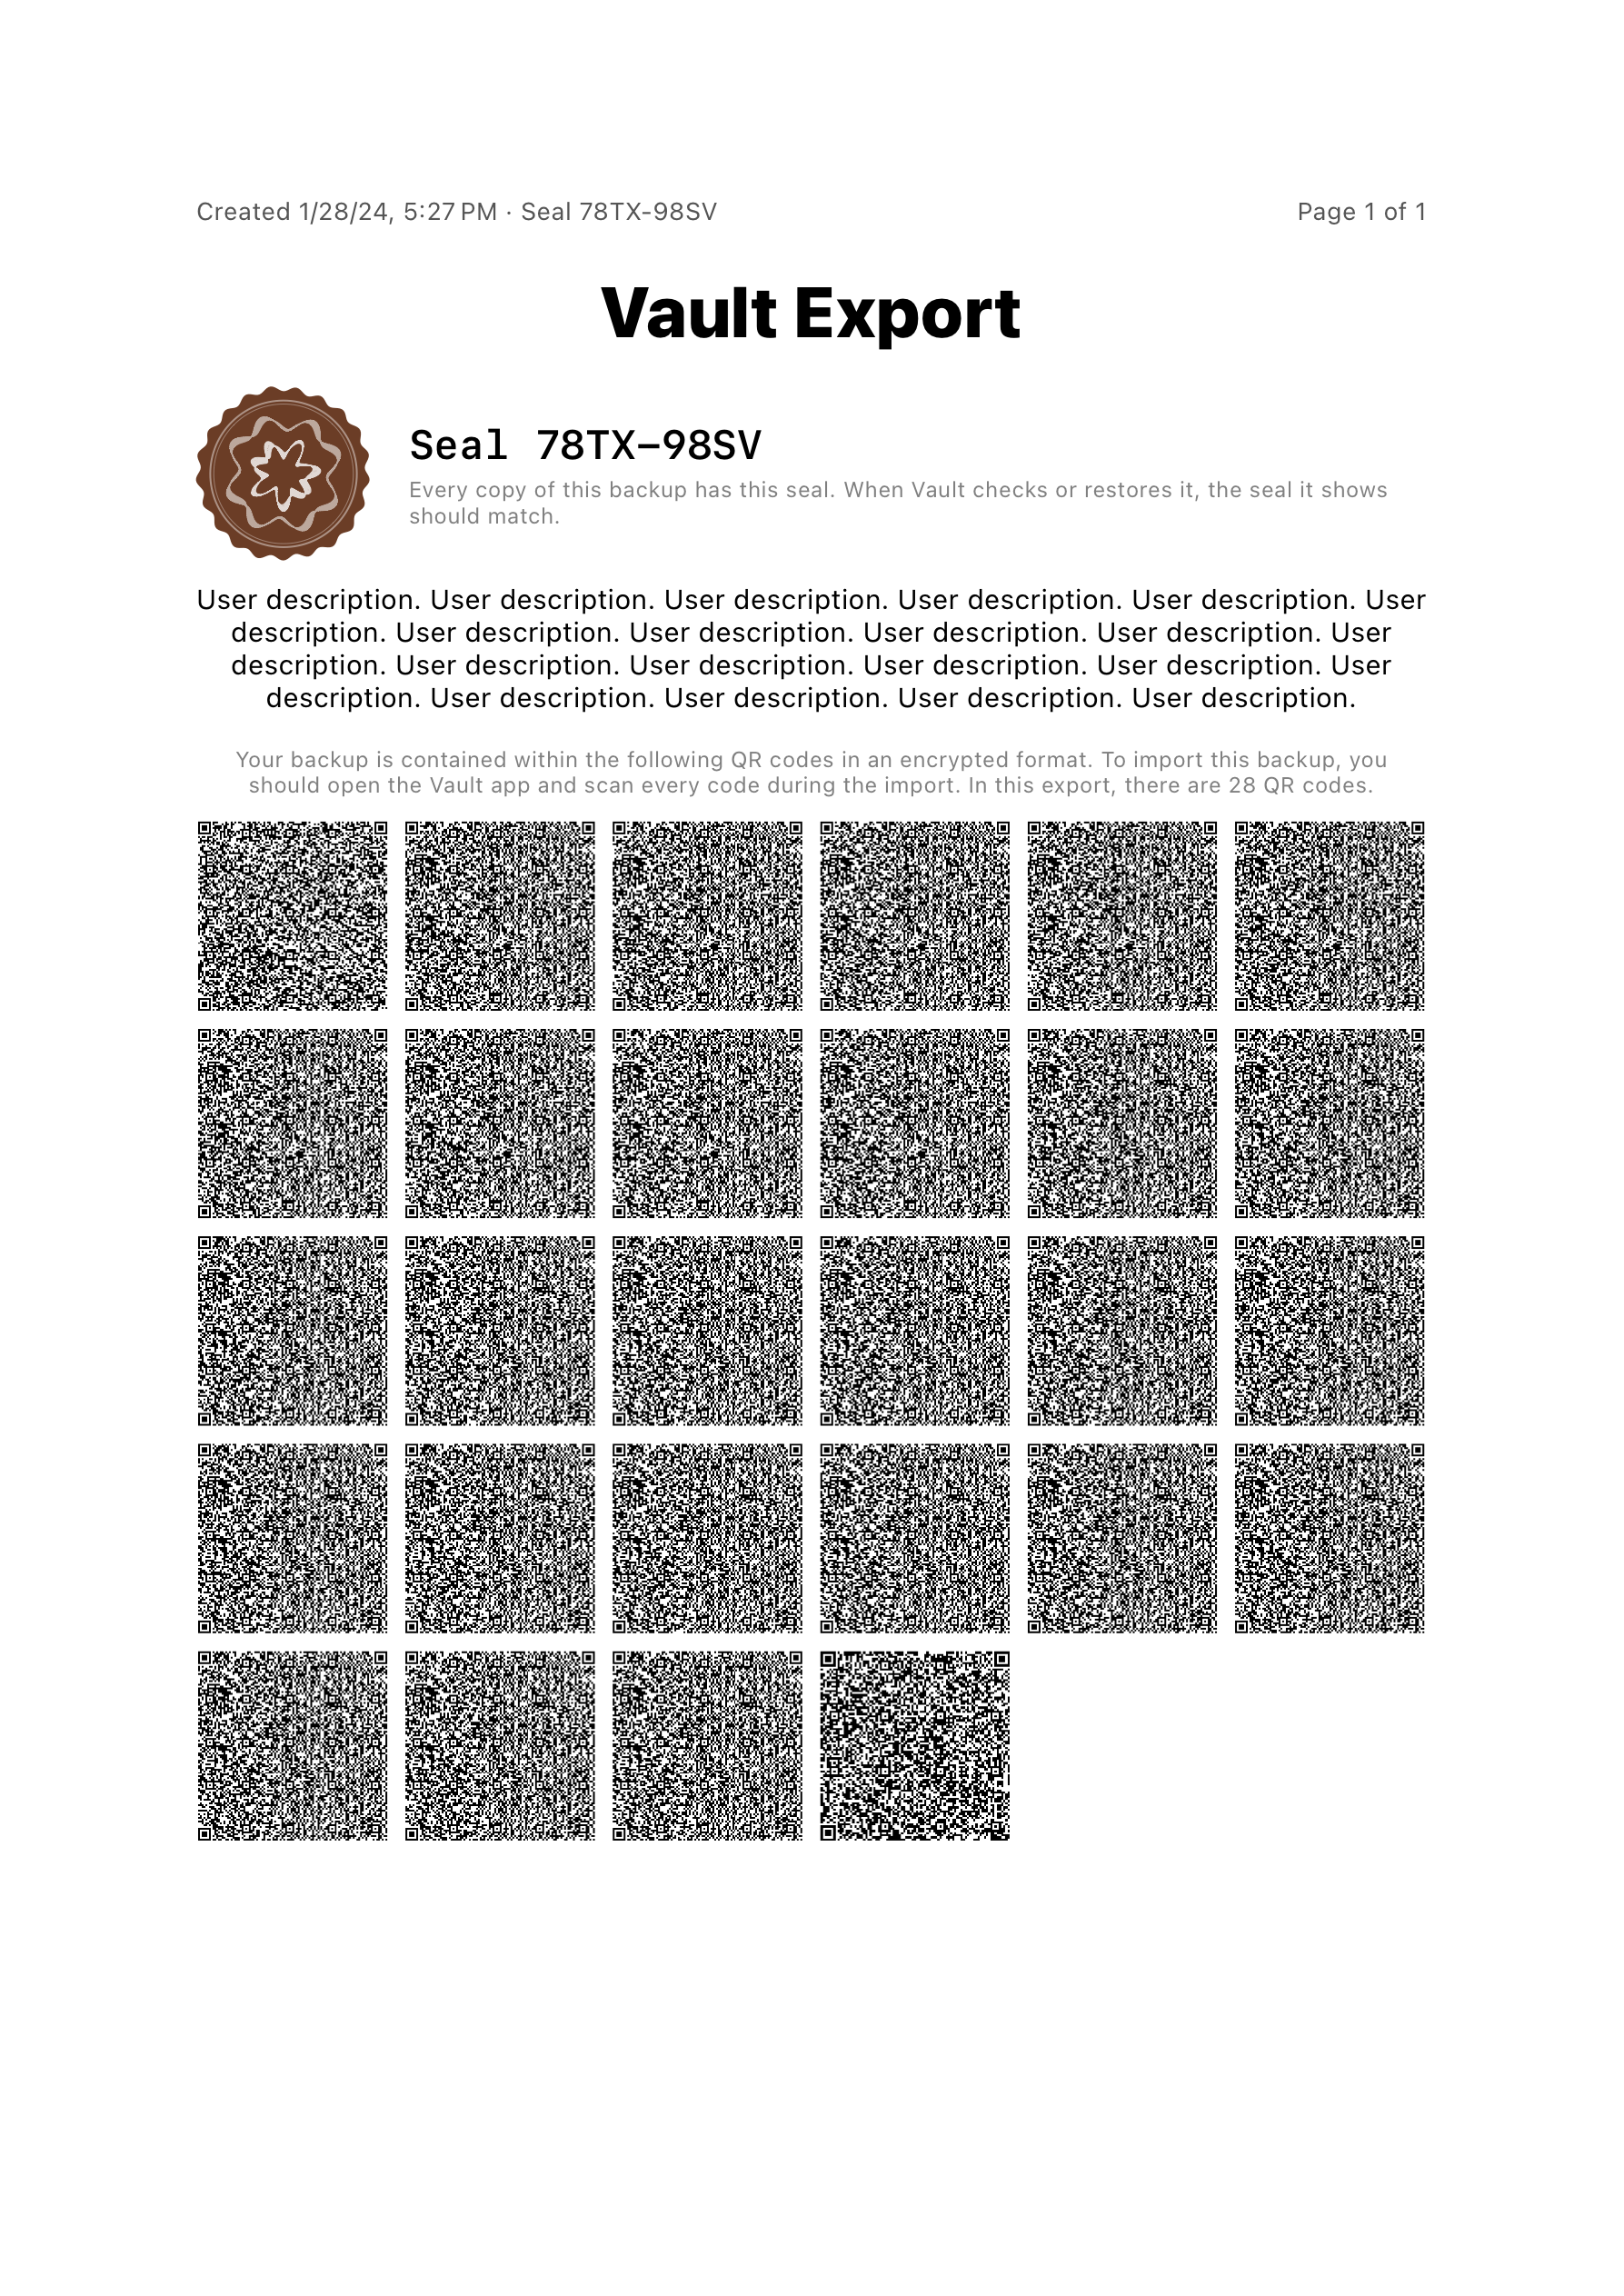 Created 1/28/24, 5:27 PM · Seal 78TX-98SV
Page 1 of 1
Vault Export
Seal 78TX-98SV
Every copy of this backup has this seal. When Vault checks or restores it, the seal it shows
should match.
User description. User description. User description. User description. User description. User
description. User description. User description. User description. User description. User
description. User description. User description. User description. User description. User
description. User description. User description. User description. User description.
Your backup is contained within the following QR codes in an encrypted format. To import this backup, you
should open the Vault app and scan every code during the import. In this export, there are 28 QR codes.